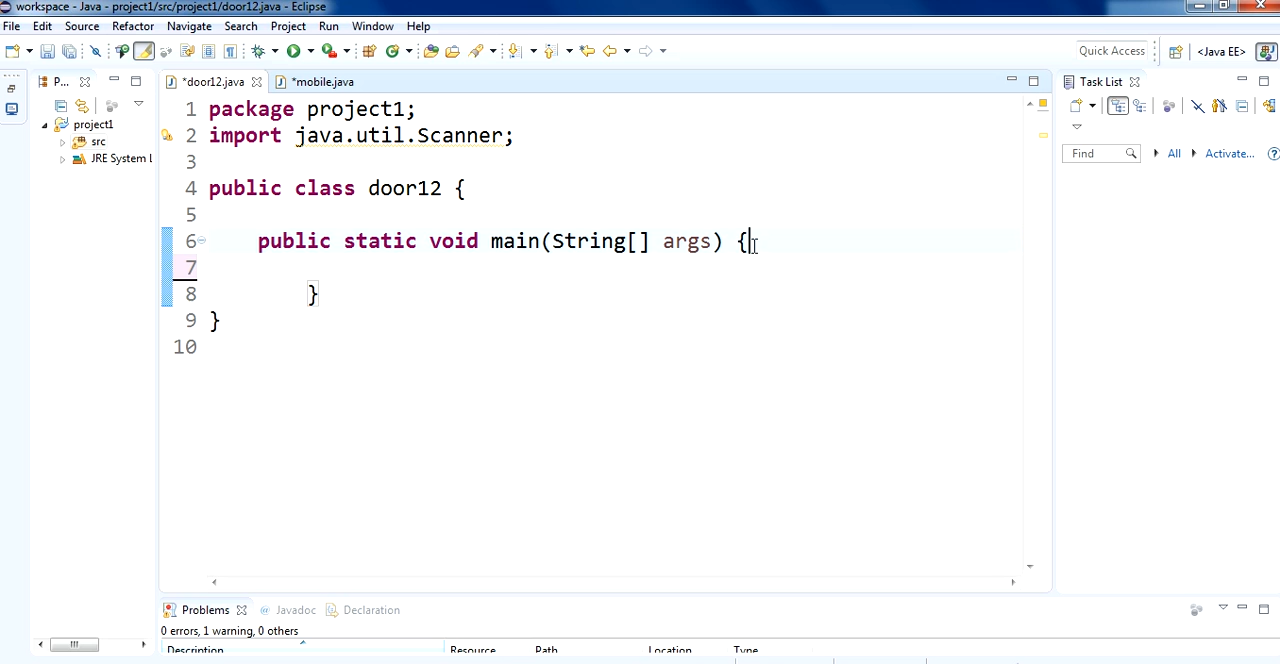 workspace - Java - project1/src/project1/door12.java - Eclipse
File Edit Source Refactor Navigate Search Project Run Window Help
Quick Access <Java EE>
P... *door12.java *mobile.java Task List
project1
src
JRE System L
1 package project1;
2 import java.util.Scanner;
3
4 public class door12 {
5
6 public static void main(String[] args) {
7
8 }
9 }
10
Find All Activate...
Problems @ Javadoc Declaration
0 errors, 1 warning, 0 others
Description Resource Path Location Type